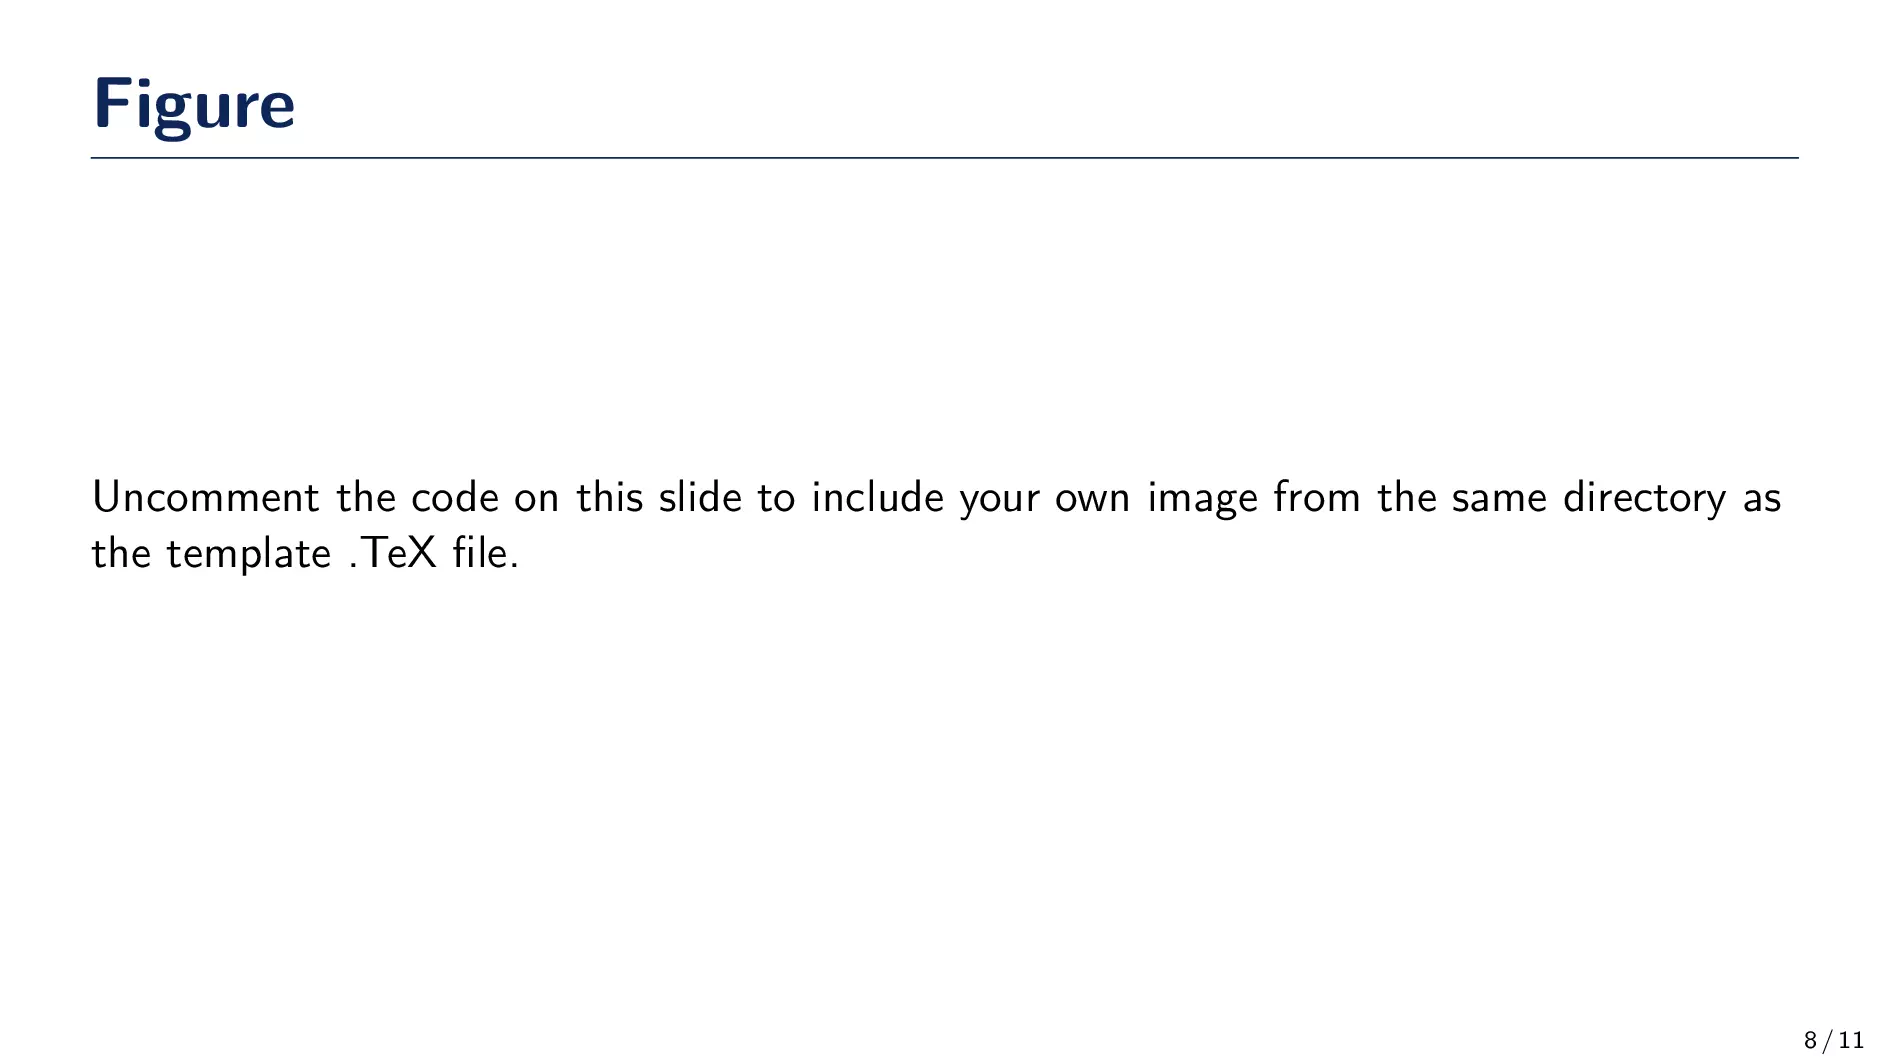 Figure
Uncomment the code on this slide to include your own image from the same directory as
the template .TeX file.
8 / 11